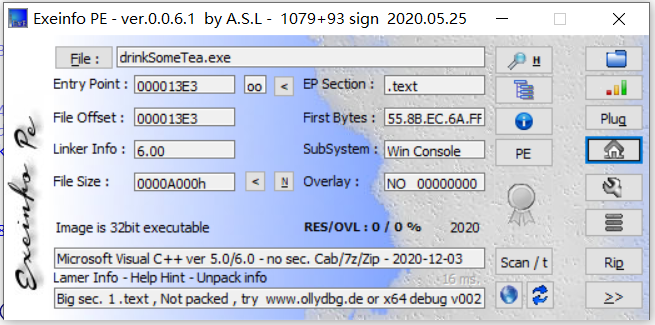 Exeinfo PE - ver.0.0.6.1 by A.S.L - 1079+93 sign 2020.05.25
File : drinkSomeTea.exe H
Entry Point : 000013E3 oo < EP Section : .text
File Offset : 000013E3 First Bytes : 55.8B.EC.6A.FF Plug
Linker Info : 6.00 SubSystem : Win Console PE
File Size : 0000A000h < N Overlay : NO 00000000
Image is 32bit executable RES/OVL : 0 / 0 % 2020
Microsoft Visual C++ ver 5.0/6.0 - no sec. Cab/7z/Zip - 2020-12-03 Scan / t Rip
Lamer Info - Help Hint - Unpack info 16 ms.
Big sec. 1 .text , Not packed , try www.ollydbg.de or x64 debug v002 >>
Exeinfo Pe